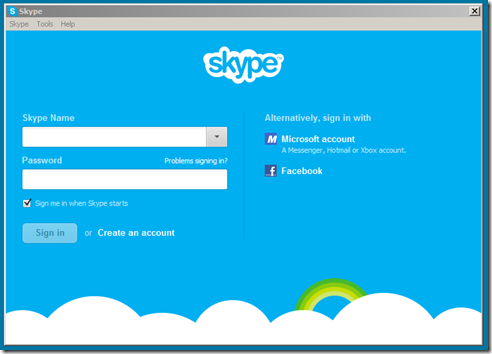 Skype
Skype Tools Help
skype
Skype Name
Password Problems signing in?
Sign me in when Skype starts
Sign in or Create an account
Alternatively, sign in with
Microsoft account
A Messenger, Hotmail or Xbox account.
Facebook